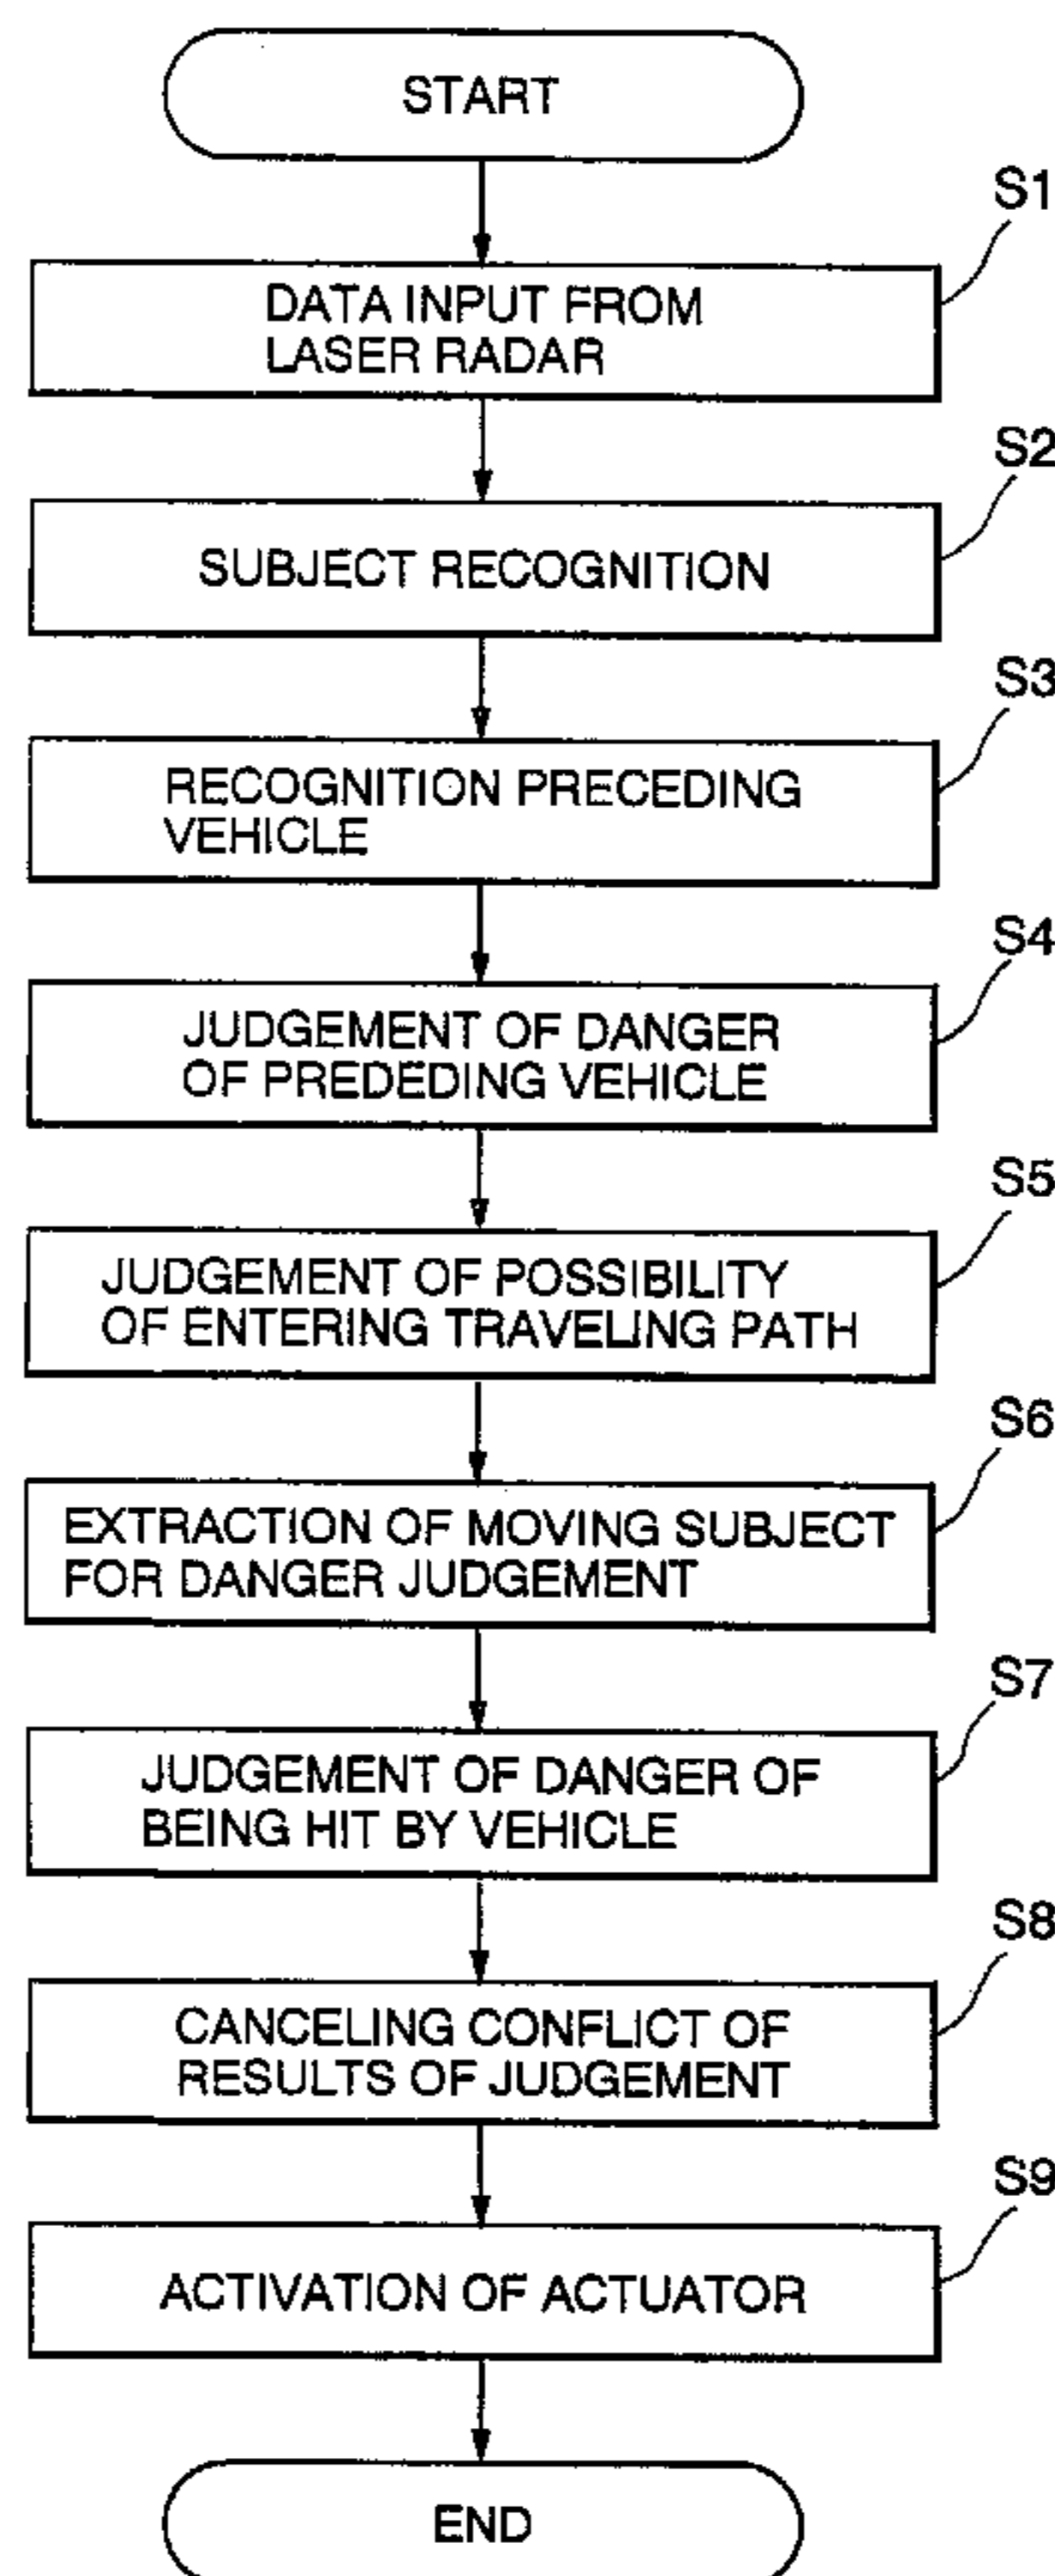 START
S1
DATA INPUT FROM
LASER RADAR
S2
SUBJECT RECOGNITION
S3
RECOGNITION PRECEDING
VEHICLE
S4
JUDGEMENT OF DANGER
OF PREDEDING VEHICLE
S5
JUDGEMENT OF POSSIBILITY
OF ENTERING TRAVELING PATH
S6
EXTRACTION OF MOVING SUBJECT
FOR DANGER JUDGEMENT
S7
JUDGEMENT OF DANGER OF
BEING HIT BY VEHICLE
S8
CANCELING CONFLICT OF
RESULTS OF JUDGEMENT
S9
ACTIVATION OF ACTUATOR
END